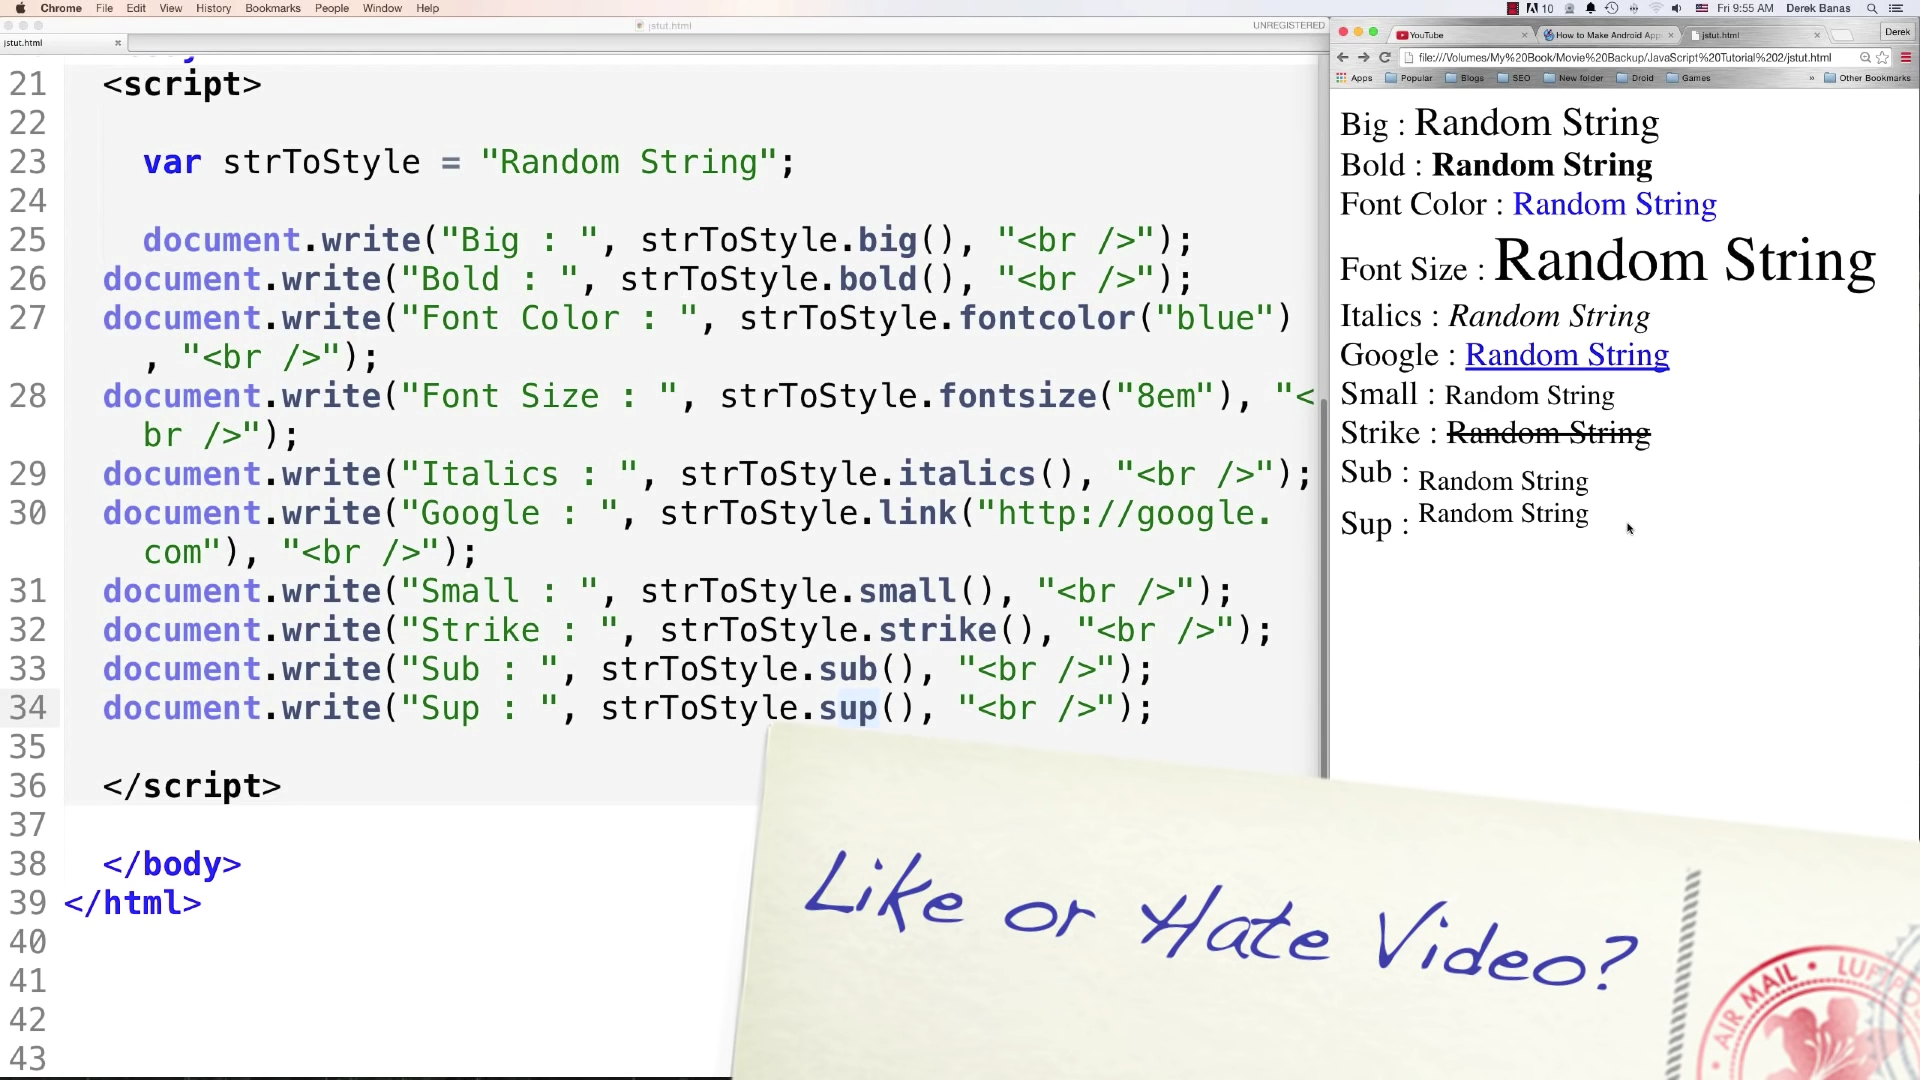 Chrome File Edit View History Bookmarks People Window Help
10 Fri 9:55 AM Derek Banas
jstut.html UNREGISTERED
jstut.html
YouTube How to Make Android App jstut.html Derek
file:///Volumes/My%20Book/Movie%20Backup/JavaScript%20Tutorial%202/jstut.html
Apps Popular Blogs SEO New folder Droid Games » Other Bookmarks
21 <script>
22
23 var strToStyle = "Random String";
24
25 document.write("Big : ", strToStyle.big(), "<br />");
26 document.write("Bold : ", strToStyle.bold(), "<br />");
27 document.write("Font Color : ", strToStyle.fontcolor("blue")
, "<br />");
28 document.write("Font Size : ", strToStyle.fontsize("8em"), "<
br />");
29 document.write("Italics : ", strToStyle.italics(), "<br />");
30 document.write("Google : ", strToStyle.link("http://google.
com"), "<br />");
31 document.write("Small : ", strToStyle.small(), "<br />");
32 document.write("Strike : ", strToStyle.strike(), "<br />");
33 document.write("Sub : ", strToStyle.sub(), "<br />");
34 document.write("Sup : ", strToStyle.sup(), "<br />");
35
36 </script>
37
38 </body>
39 </html>
40
41
42
43
Big : Random String
Bold : Random String
Font Color : Random String
Font Size : Random String
Italics : Random String
Google : Random String
Small : Random String
Strike : Random String
Sub : Random String
Sup : Random String
Like or Hate Video?
AIR MAIL • LUFTPO